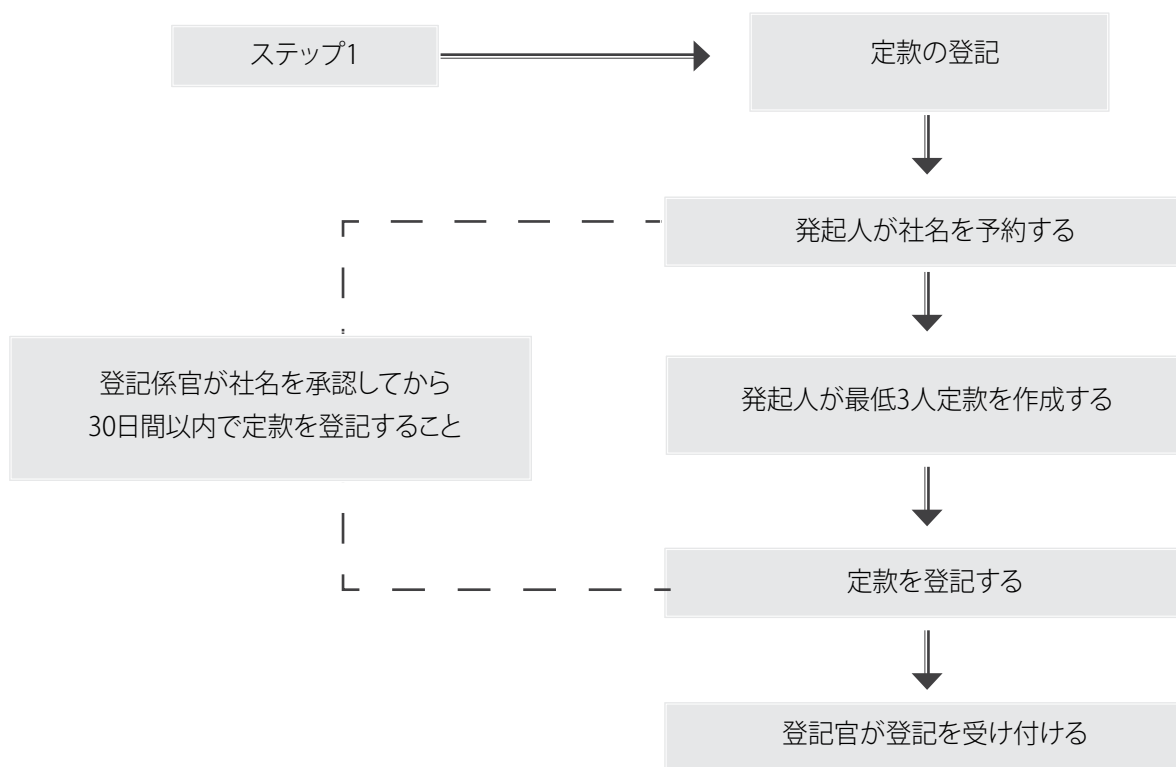 ステップ1
定款の登記
発起人が社名を予約する
登記係官が社名を承認してから
30日間以内で定款を登記すること
発起人が最低3人定款を作成する
定款を登記する
登記官が登記を受け付ける